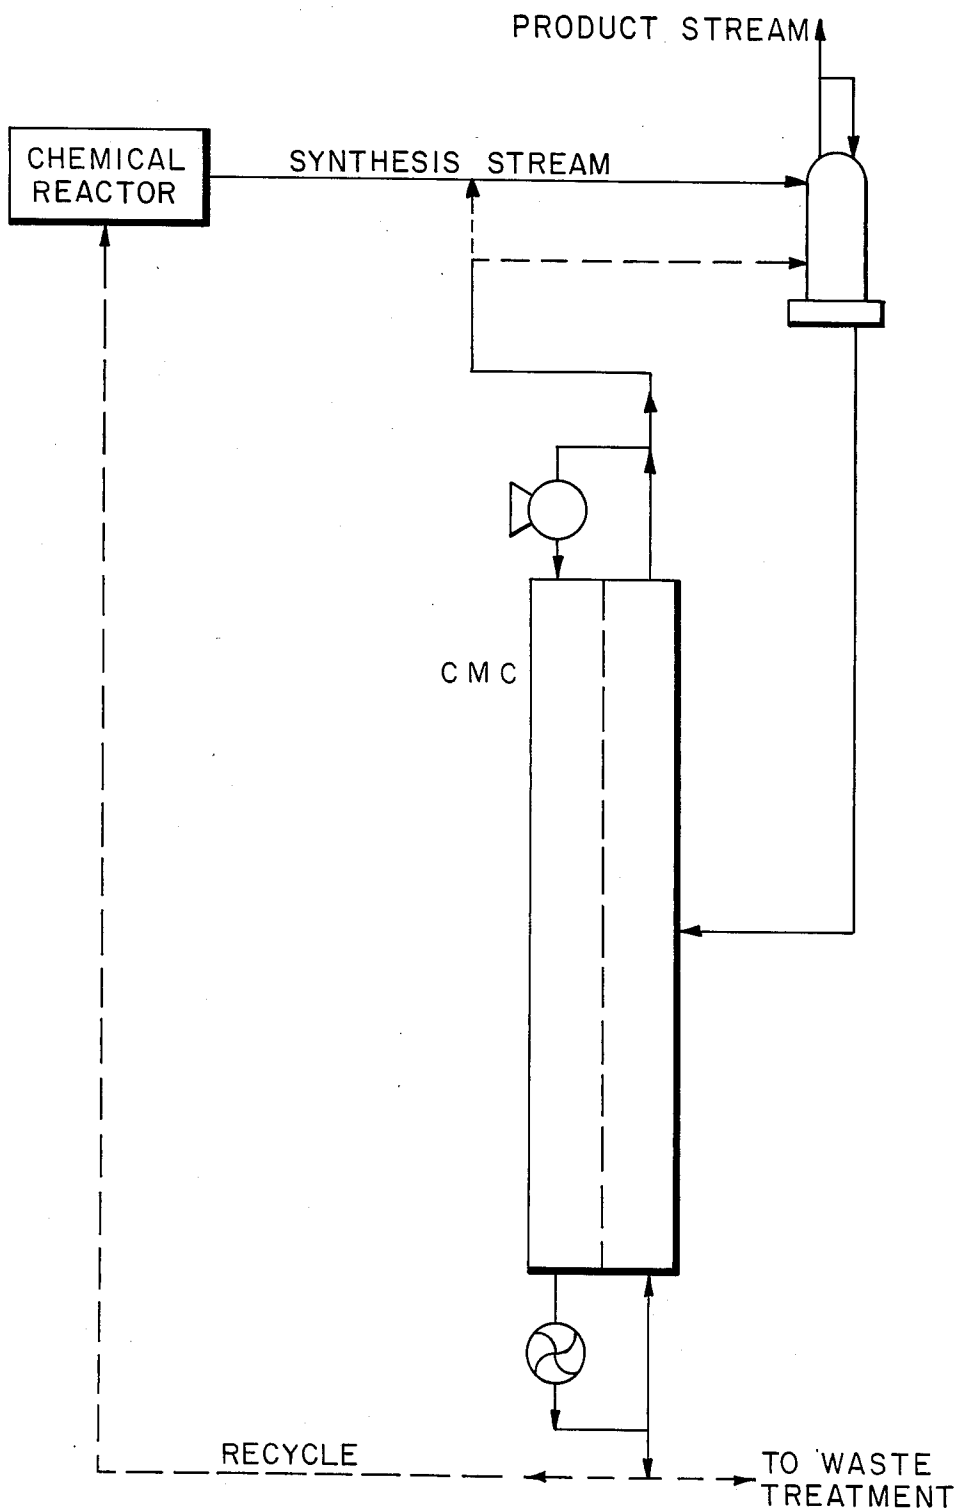 PRODUCT STREAM
CHEMICAL
REACTOR
SYNTHESIS STREAM
CMC
RECYCLE
TO WASTE
TREATMENT